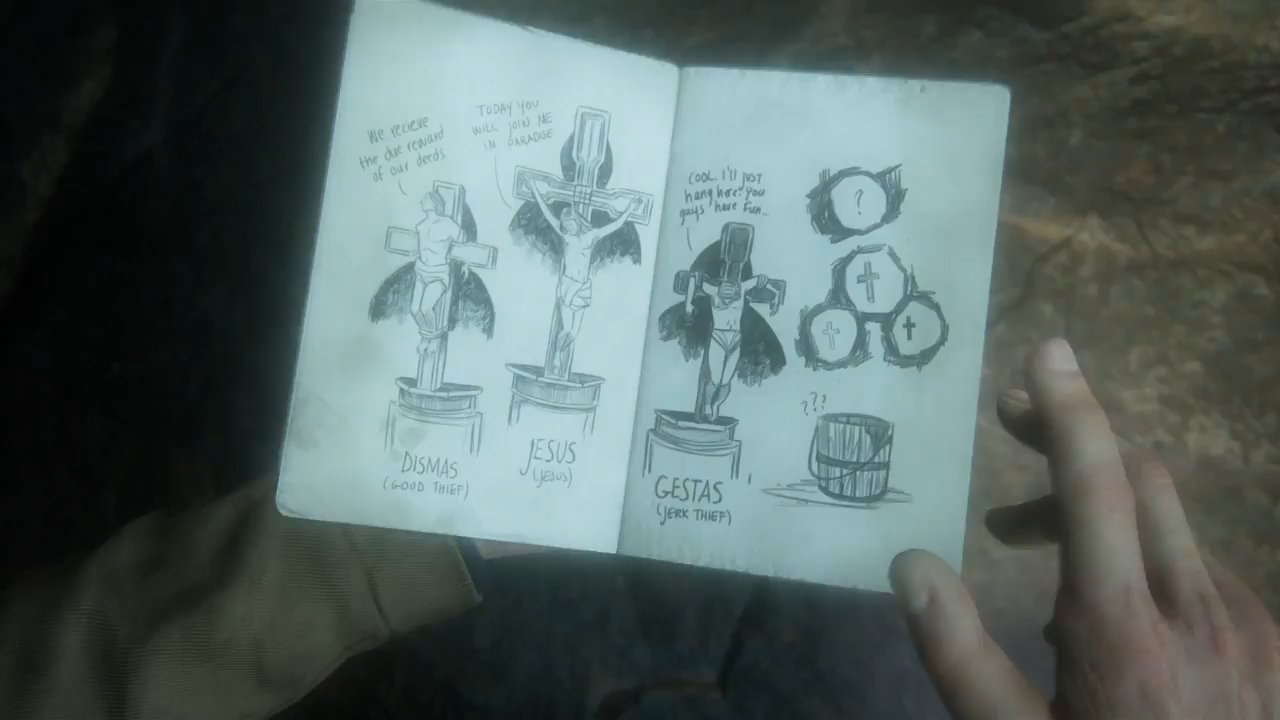 We recieve
the due reward
of our deeds
TODAY YOU
WILL JOIN ME
IN PARADISE
DISMAS
(GOOD THIEF)
JESUS
(JESUS)
COOL. I'll JUST
hang here. you
guys have fun...
GESTAS
(JERK THIEF)
?
???